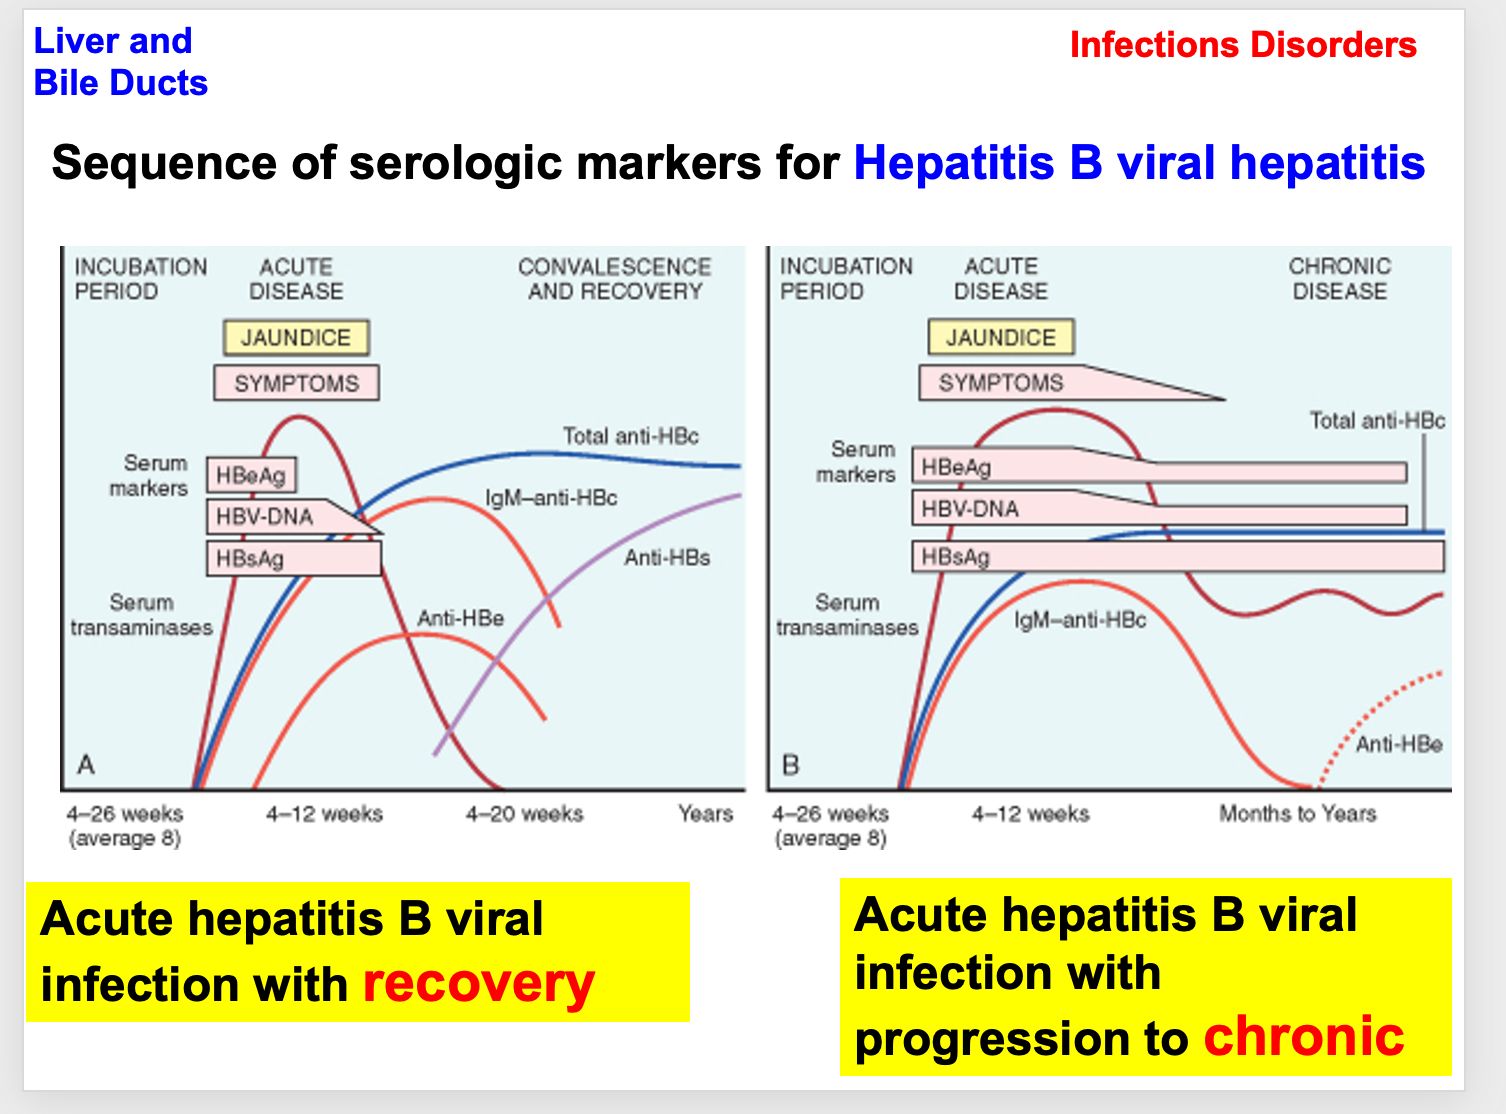 Liver and
Bile Ducts
Infections Disorders
Sequence of serologic markers for Hepatitis B viral hepatitis
INCUBATION
PERIOD
ACUTE
DISEASE
CONVALESCENCE
AND RECOVERY
JAUNDICE
SYMPTOMS
Serum
markers
HBeAg
HBV-DNA
HBsAg
Serum
transaminases
Total anti-HBc
IgM–anti-HBc
Anti-HBs
Anti-HBe
A
4–26 weeks
(average 8)
4–12 weeks
4–20 weeks
Years
INCUBATION
PERIOD
ACUTE
DISEASE
CHRONIC
DISEASE
JAUNDICE
SYMPTOMS
Total anti-HBc
Serum
markers
HBeAg
HBV-DNA
HBsAg
Serum
transaminases
IgM–anti-HBc
Anti-HBe
B
4–26 weeks
(average 8)
4–12 weeks
Months to Years
Acute hepatitis B viral
infection with recovery
Acute hepatitis B viral
infection with
progression to chronic